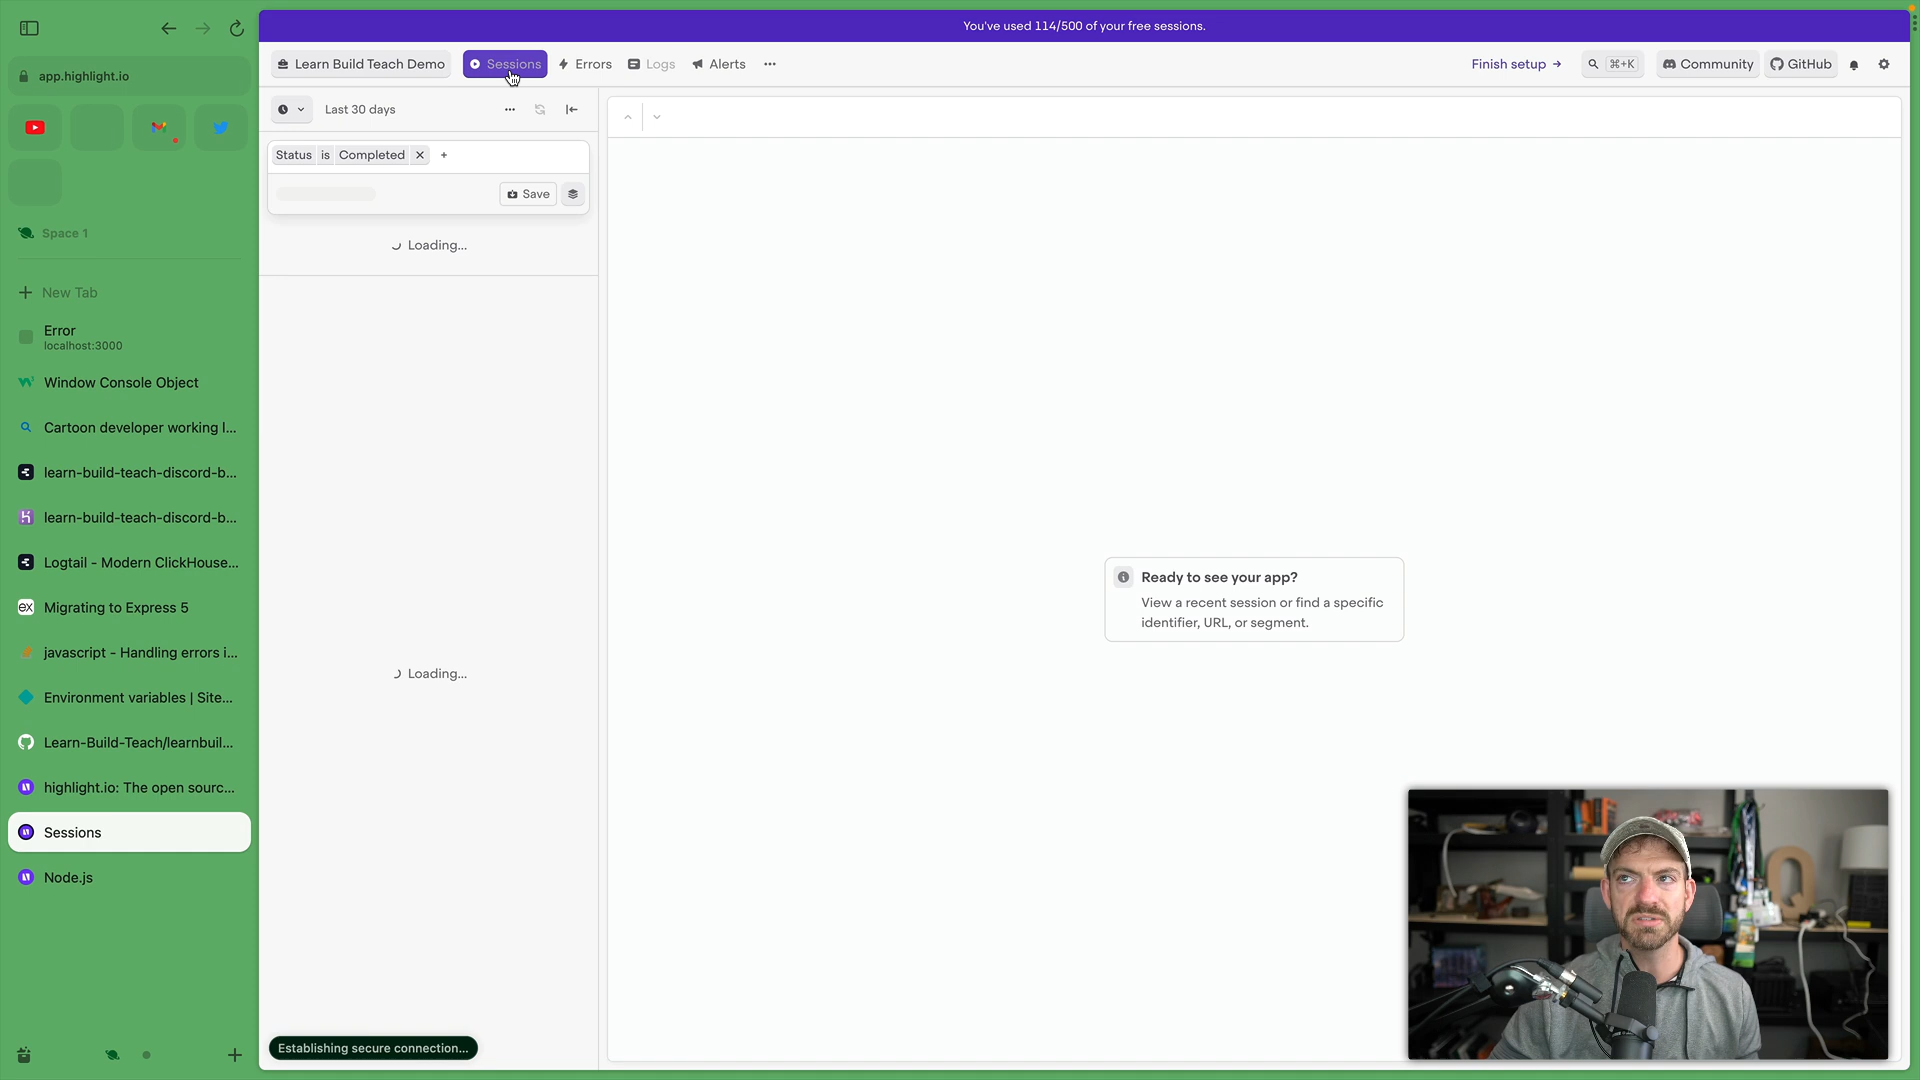 You've used 114/500 of your free sessions.
app.highlight.io
Learn Build Teach Demo
Sessions
Errors
Logs
Alerts
Finish setup →
⌘+K
Community
GitHub
Last 30 days
Status is Completed
Save
Loading...
Loading...
Ready to see your app?
View a recent session or find a specific
identifier, URL, or segment.
Establishing secure connection...
Space 1
New Tab
Error
localhost:3000
Window Console Object
Cartoon developer working l...
learn-build-teach-discord-b...
learn-build-teach-discord-b...
Logtail - Modern ClickHouse...
ex
Migrating to Express 5
javascript - Handling errors i...
Environment variables | Site...
Learn-Build-Teach/learnbuil...
highlight.io: The open sourc...
Sessions
Node.js